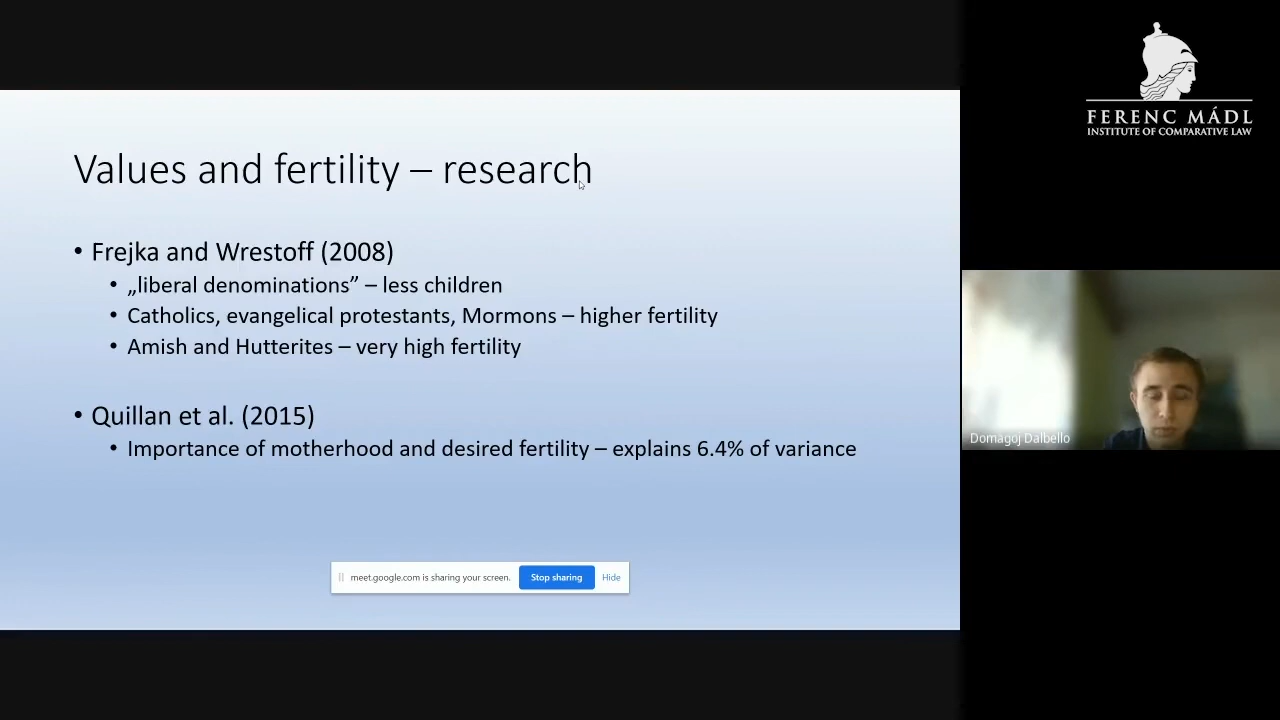 Values and fertility – research
• Frejka and Wrestoff (2008)
• „liberal denominations” – less children
• Catholics, evangelical protestants, Mormons – higher fertility
• Amish and Hutterites – very high fertility
• Quillan et al. (2015)
• Importance of motherhood and desired fertility – explains 6.4% of variance
meet.google.com is sharing your screen. Stop sharing Hide
FERENC MÁDL
INSTITUTE OF COMPARATIVE LAW
Domagoj Dalbello